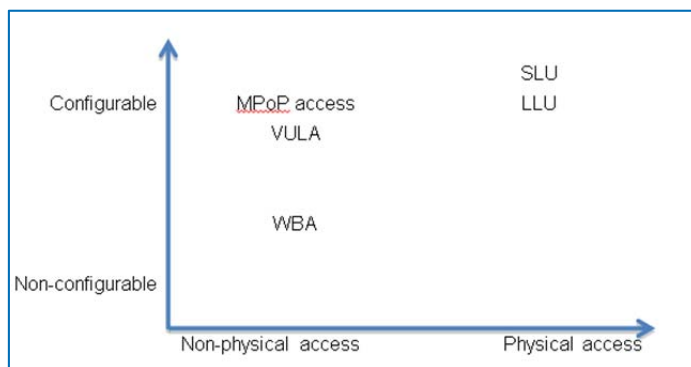 SLU
Configurable MPoP access LLU
VULA
WBA
Non-configurable
Non-physical access Physical access